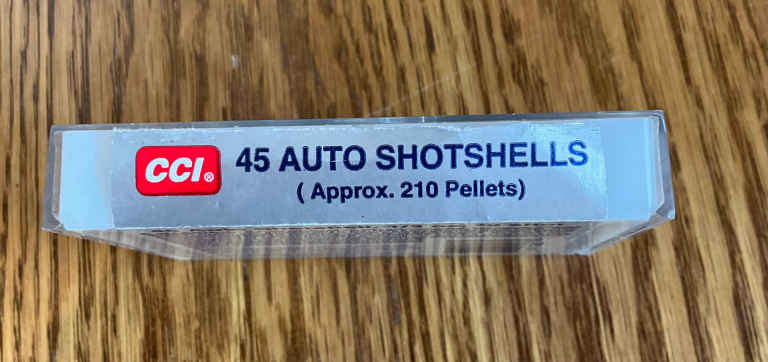 CCI®
45 AUTO SHOTSHELLS
( Approx. 210 Pellets)